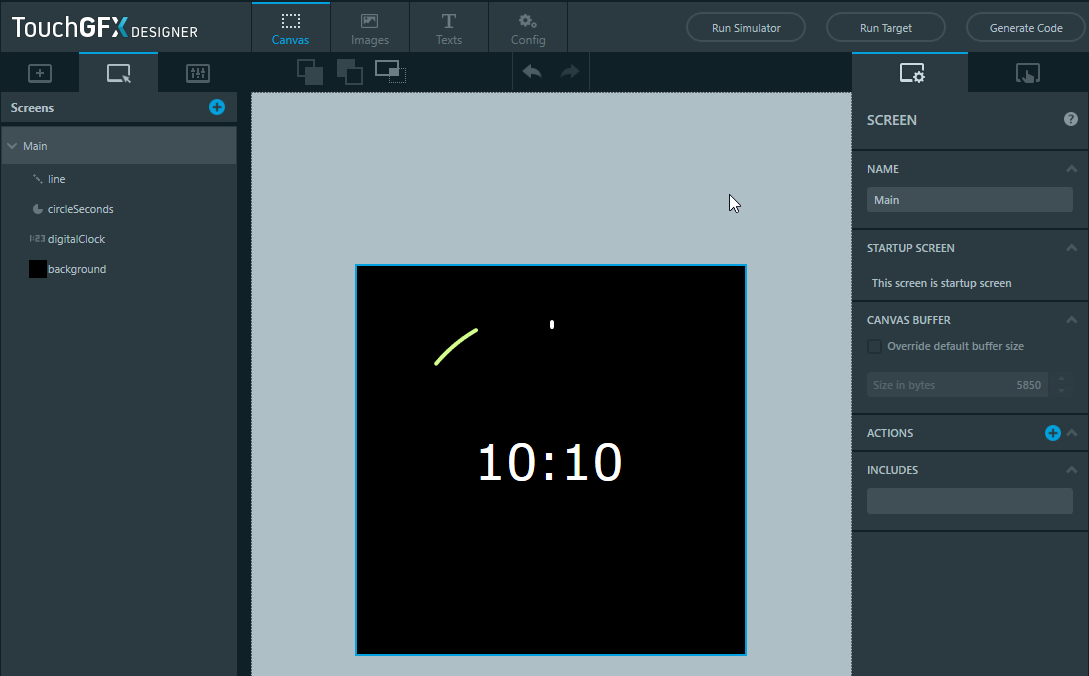 TouchGFX DESIGNER
Canvas
Images
Texts
Config
Run Simulator
Run Target
Generate Code
Screens
Main
line
circleSeconds
1:23 digitalClock
background
10:10
SCREEN
?
NAME
Main
STARTUP SCREEN
This screen is startup screen
CANVAS BUFFER
Override default buffer size
Size in bytes 5850
ACTIONS
INCLUDES